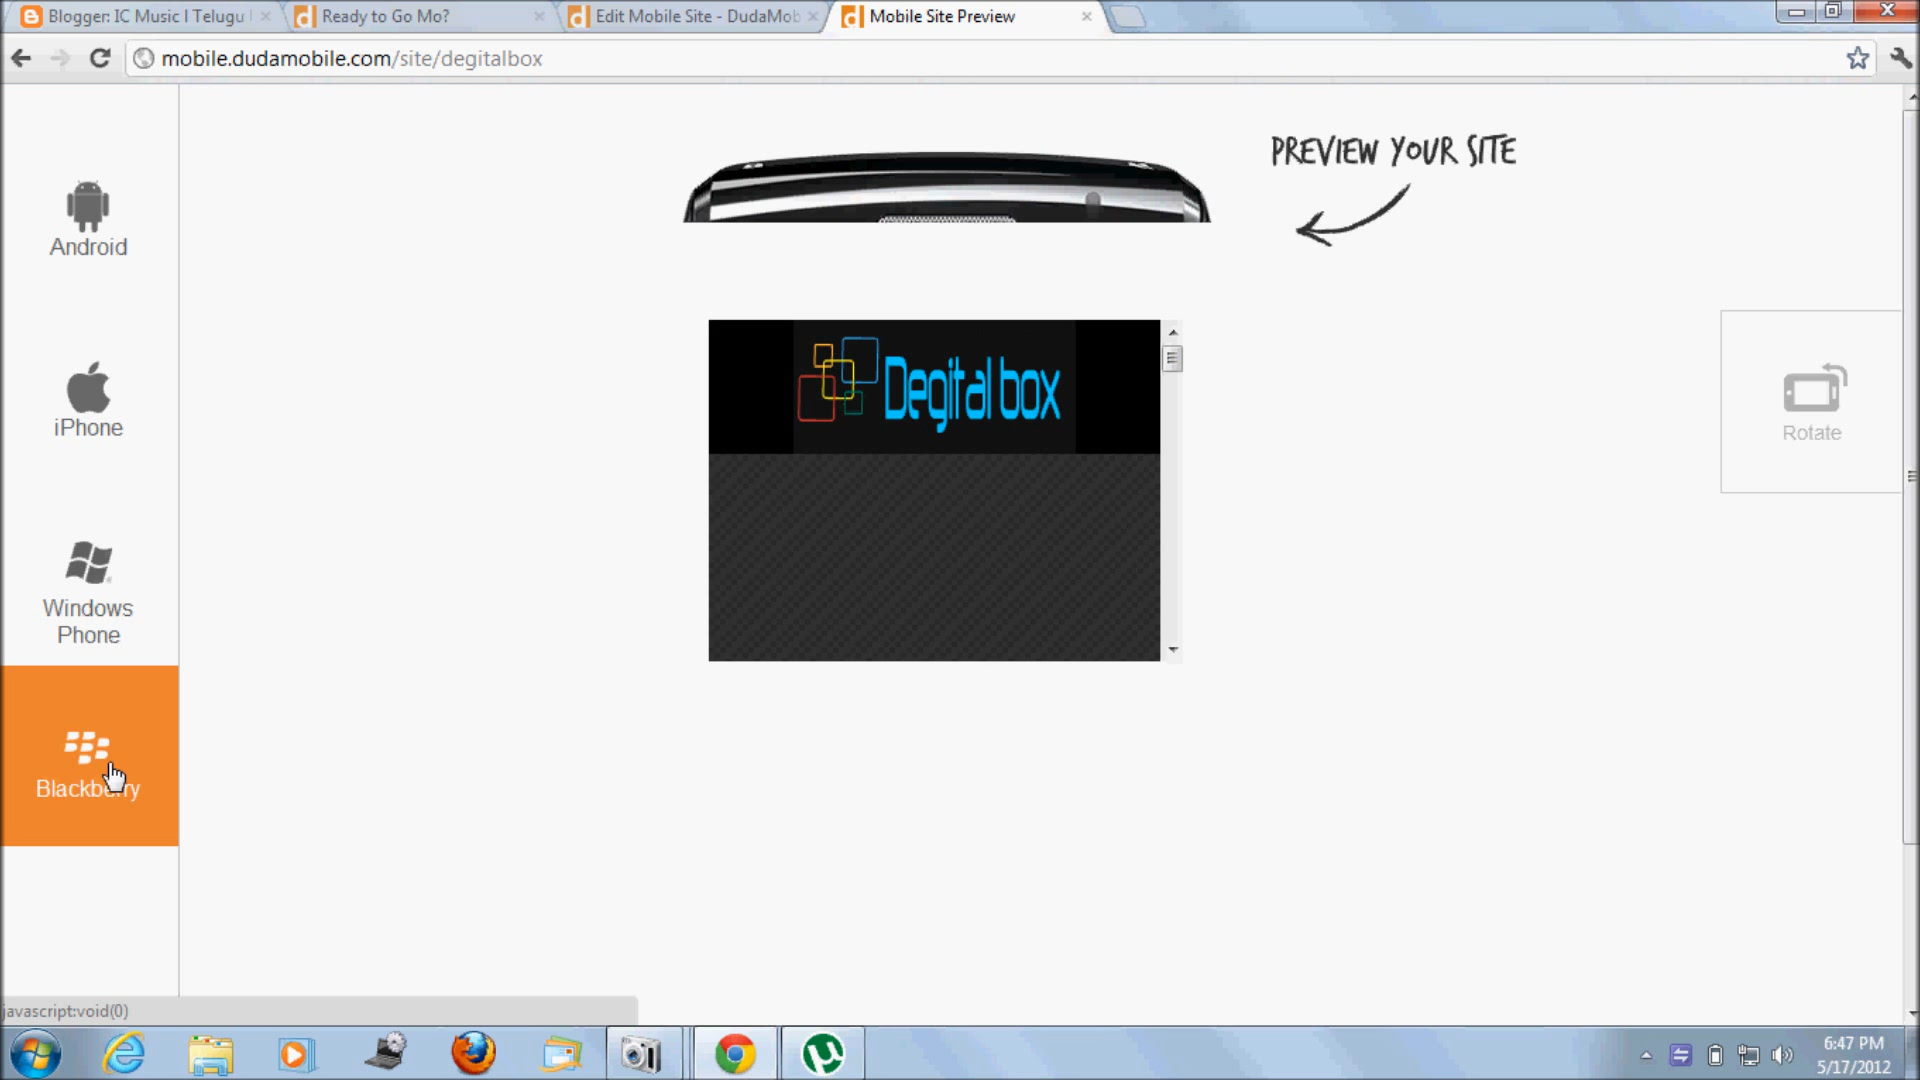 Blogger: IC Music l Telugu
Ready to Go Mo?
Edit Mobile Site - DudaMob
Mobile Site Preview
mobile.dudamobile.com/site/degitalbox
PREVIEW YOUR SITE
Android
iPhone
Windows
Phone
Blackberry
Degital box
Rotate
javascript:void(0)
6:47 PM
5/17/2012